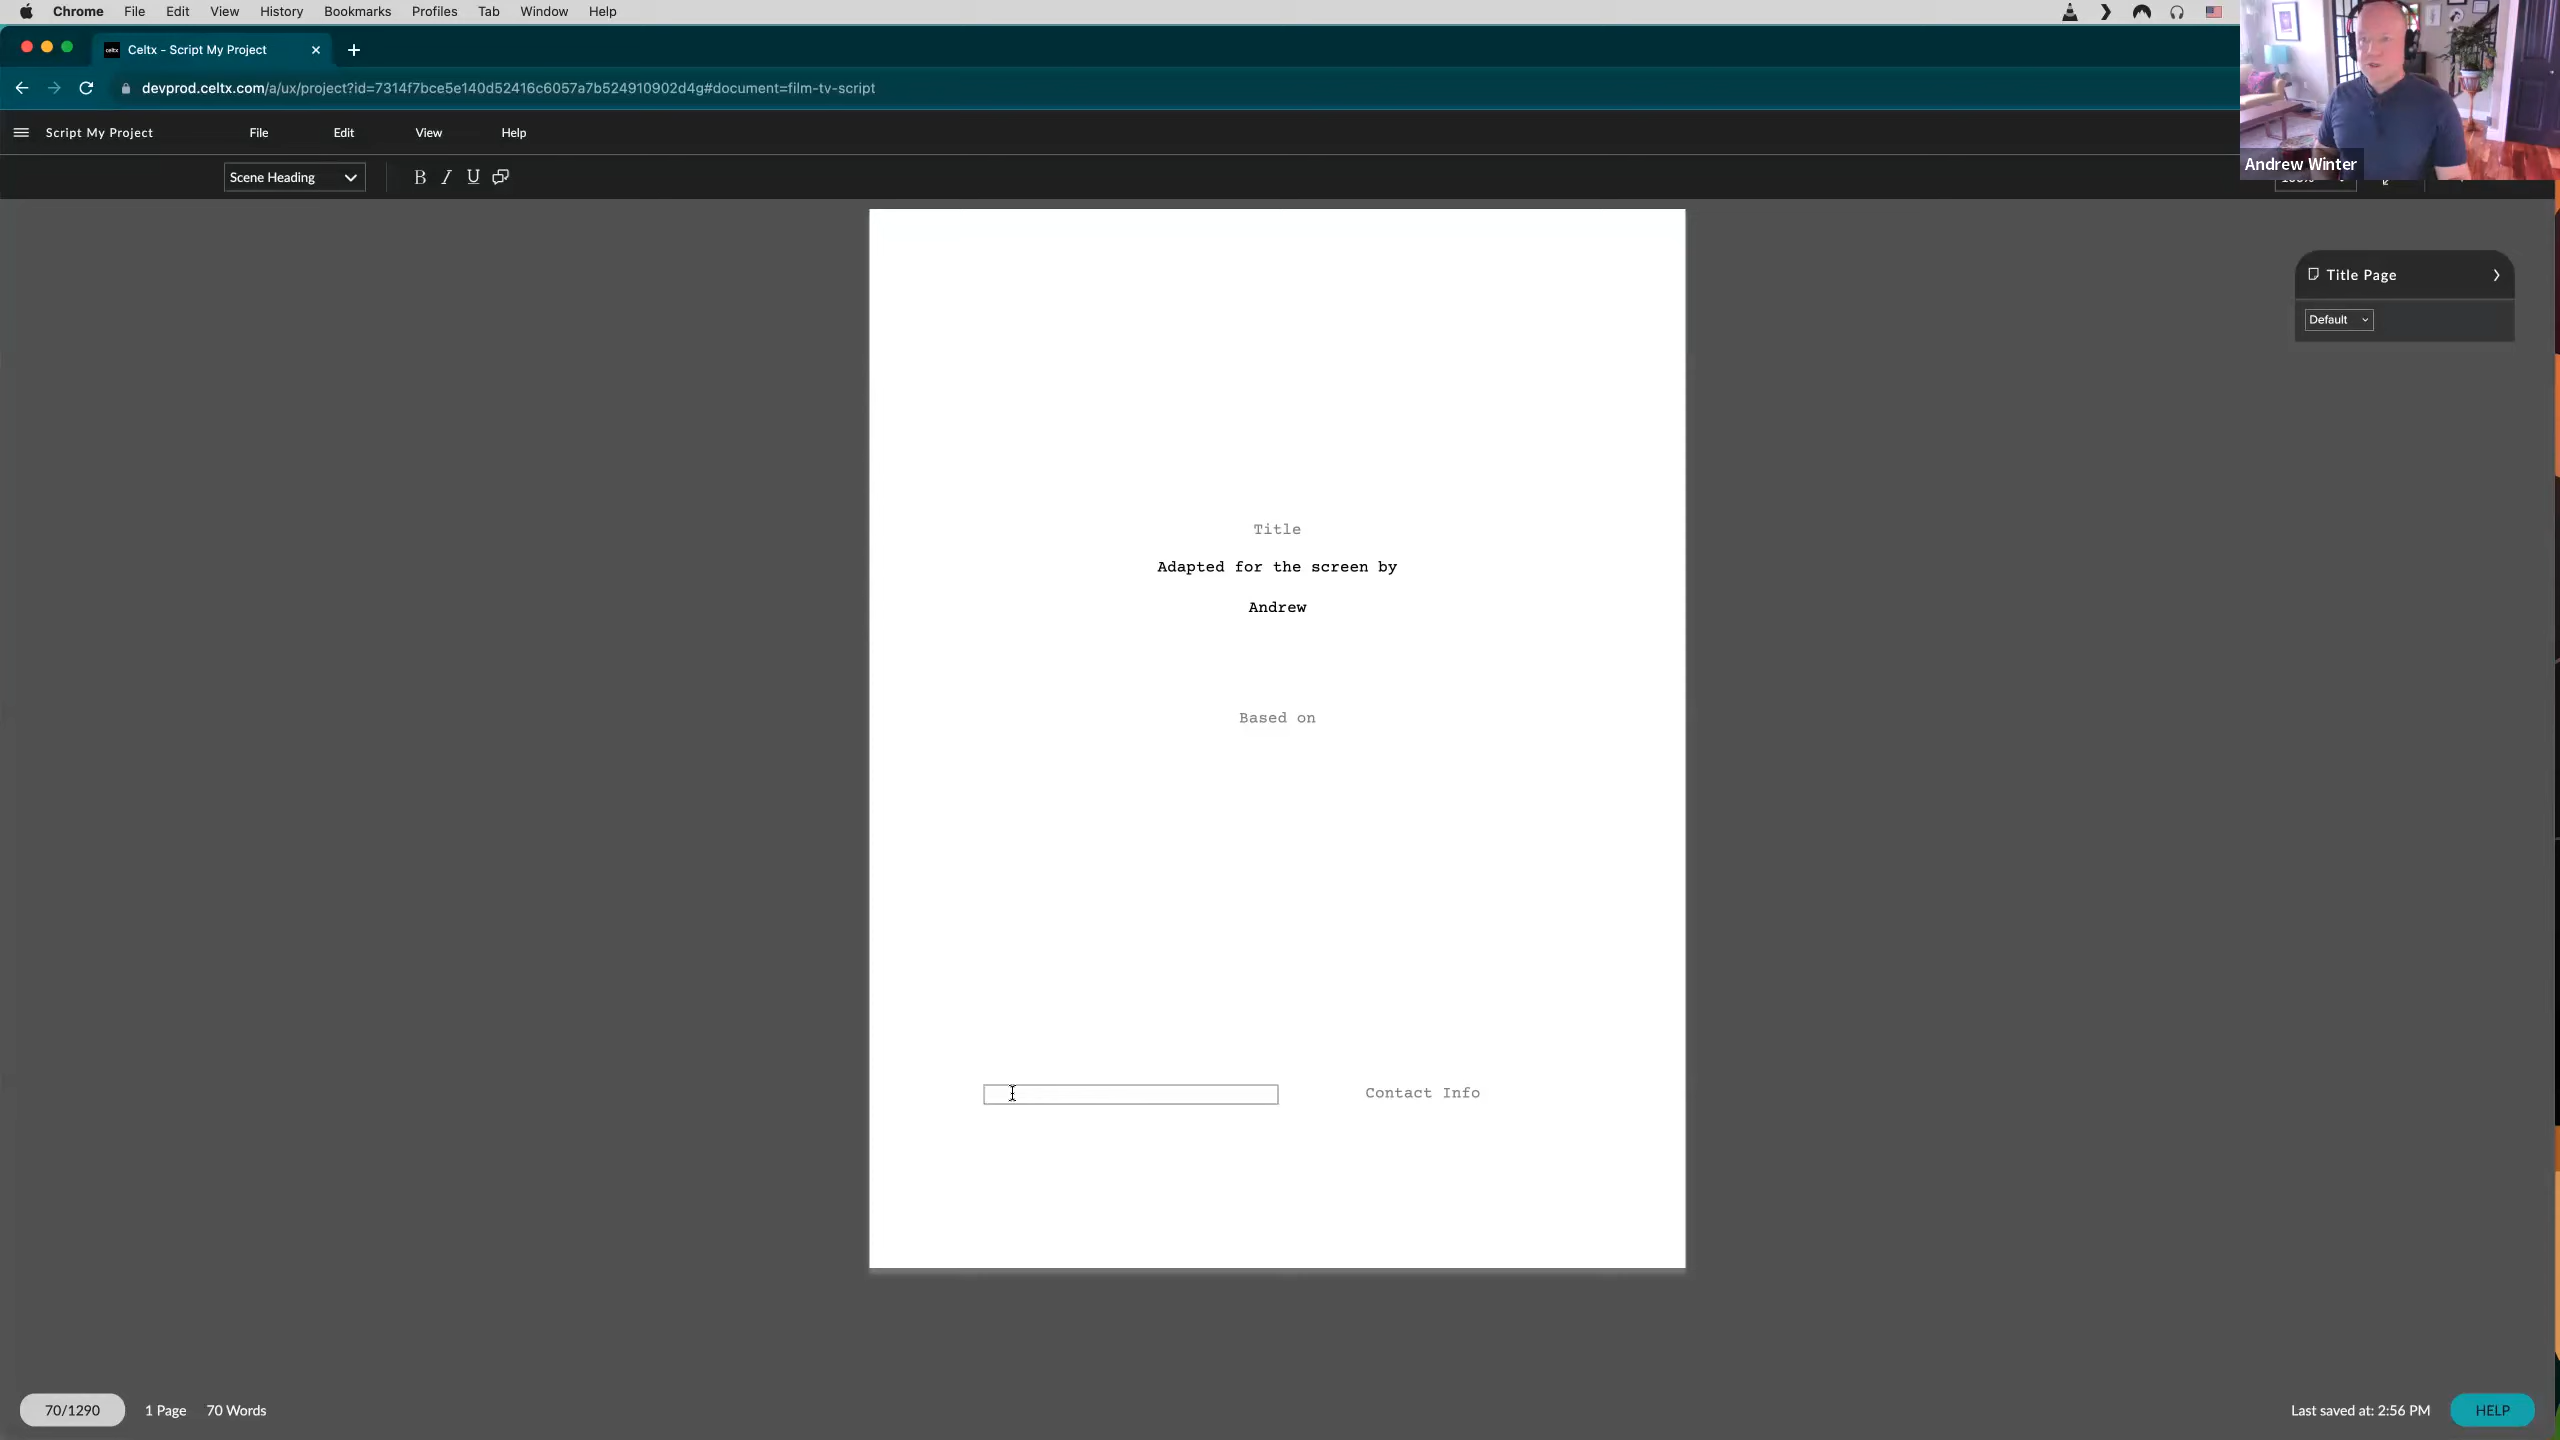 Chrome File Edit View History Bookmarks Profiles Tab Window Help
celtx Celtx - Script My Project
devprod.celtx.com/a/ux/project?id=7314f7bce5e140d52416c6057a7b524910902d4g#document=film-tv-script
Script My Project File Edit View Help
Andrew Winter
Scene Heading B I U
Title Page
Default
Title
Adapted for the screen by
Andrew
Based on
Contact Info
70/1290 1 Page 70 Words Last saved at: 2:56 PM HELP